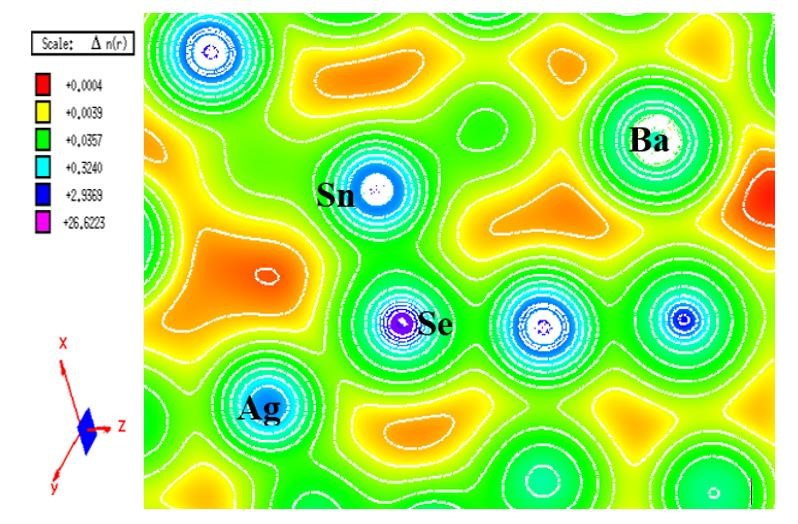 Scale: Δ n(r)
+0.0004
+0.0039
+0.0357
+0.3240
+2.9369
+26.6223
Ba
Sn
Se
Ag
X
Z
y